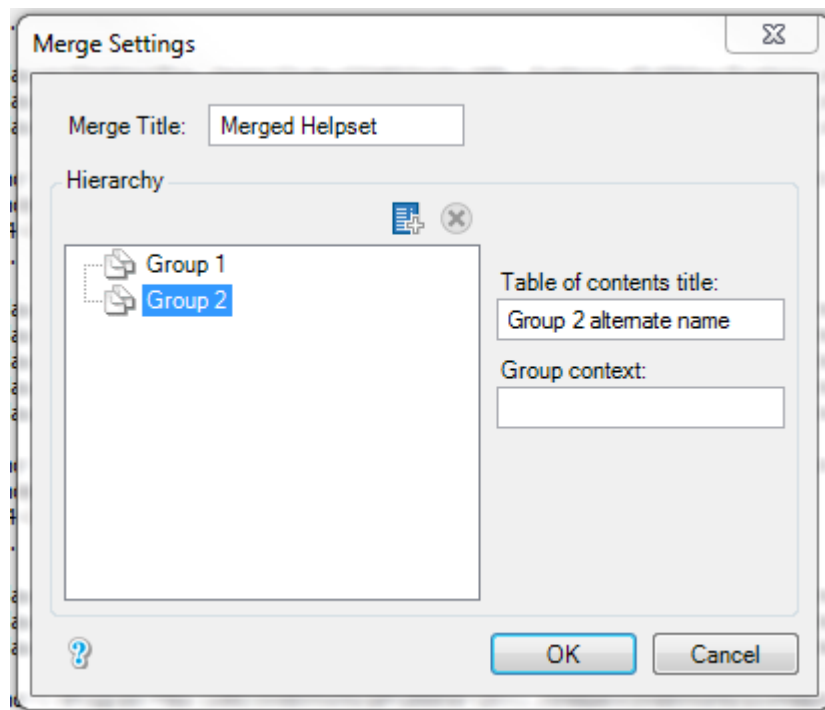 Merge Settings
Merge Title: Merged Helpset
Hierarchy
Group 1
Group 2
Table of contents title:
Group 2 alternate name
Group context:
OK Cancel